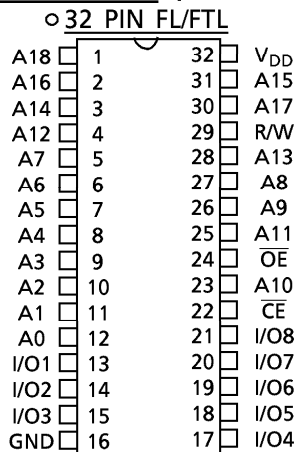 ○ 32 PIN FL/FTL
A18 1 32 V_DD
A16 2 31 A15
A14 3 30 A17
A12 4 29 R/W
A7 5 28 A13
A6 6 27 A8
A5 7 26 A9
A4 8 25 A11
A3 9 24 O̅E̅
A2 10 23 A10
A1 11 22 C̅E̅
A0 12 21 I/O8
I/O1 13 20 I/O7
I/O2 14 19 I/O6
I/O3 15 18 I/O5
GND 16 17 I/O4